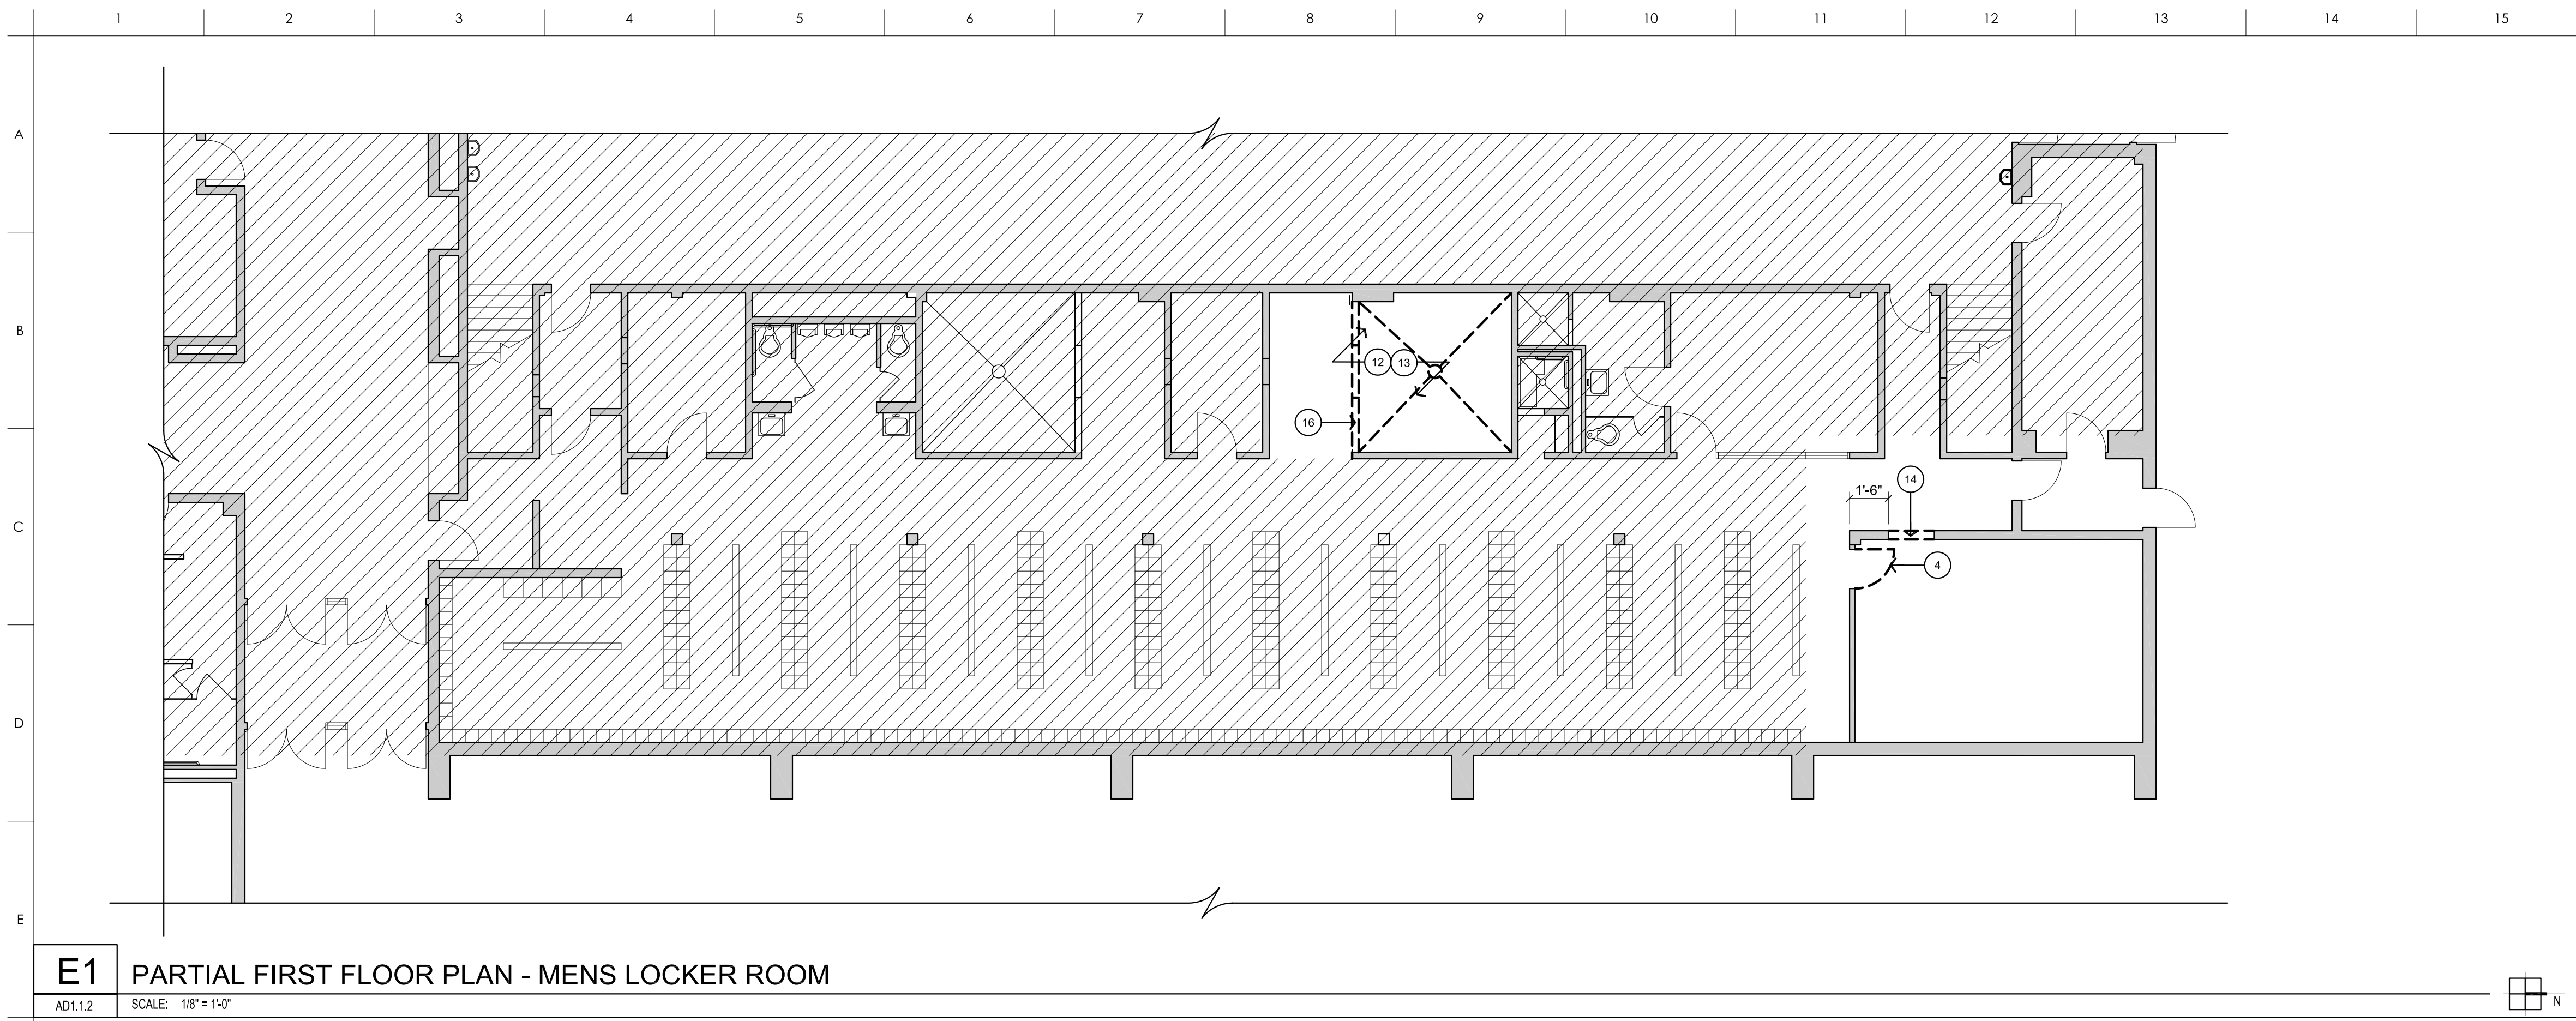 1 2 3 4 5 6 7 8 9 10 11 12 13 14 15
A
B
12 13
16
14
1'-6"
C
4
D
E
E1 PARTIAL FIRST FLOOR PLAN - MENS LOCKER ROOM
AD1.1.2 SCALE: 1/8" = 1'-0"
N